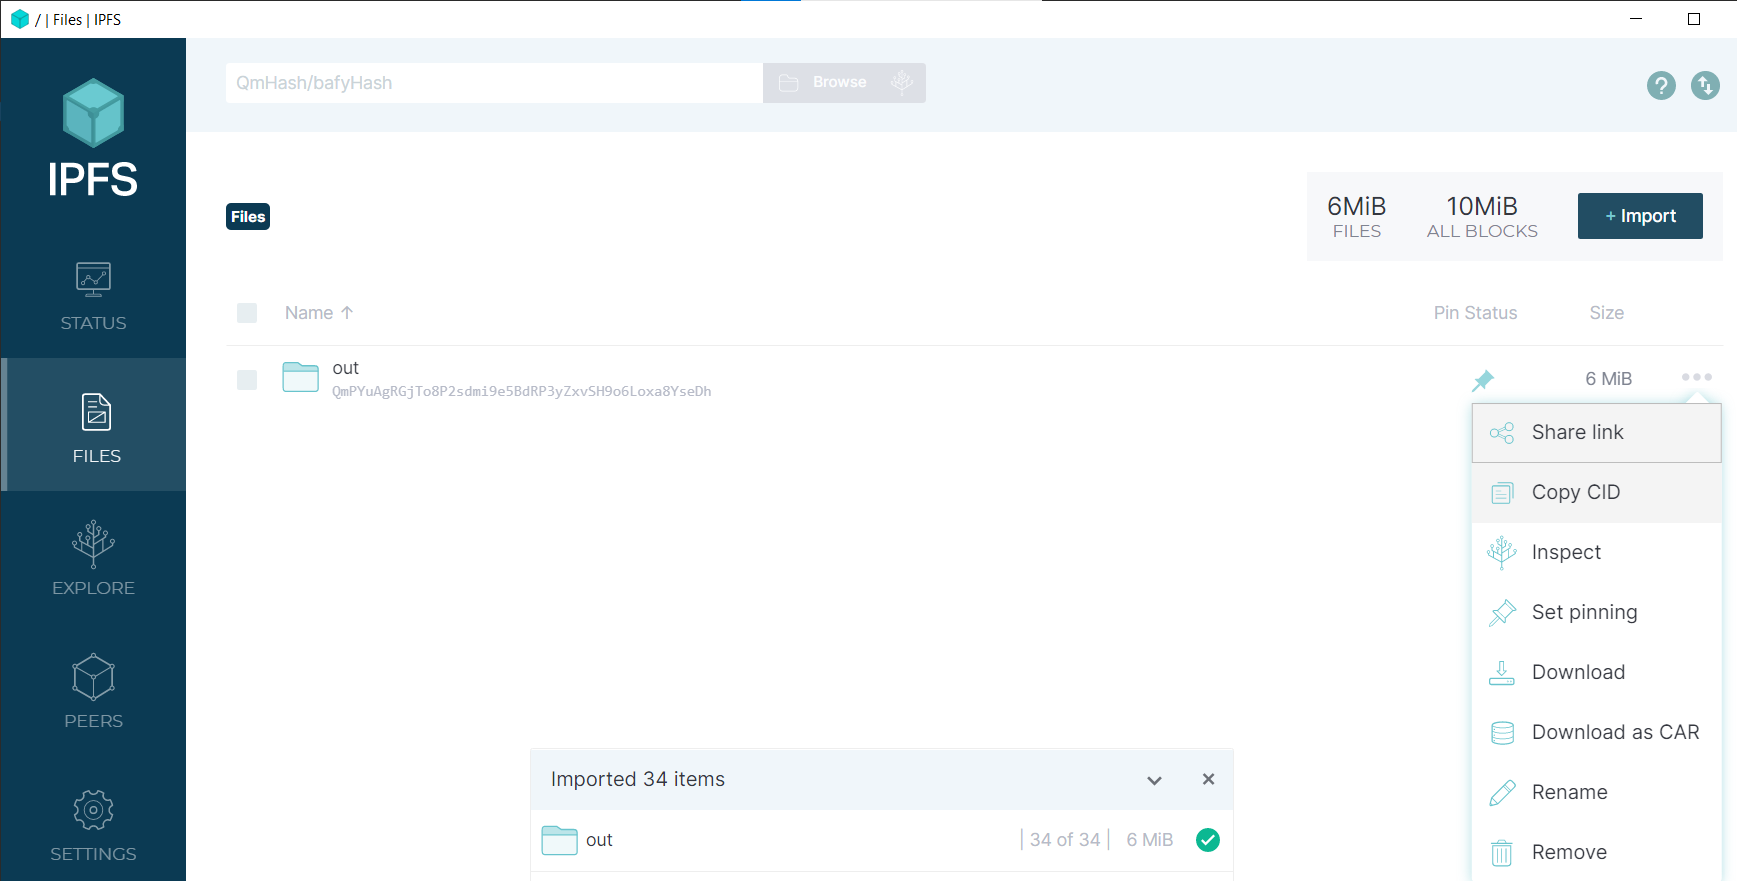 / | Files | IPFS
QmHash/bafyHash
Browse
IPFS
Files
6MiB
FILES
10MiB
ALL BLOCKS
+ Import
STATUS
Name ↑
Pin Status
Size
out
QmPYuAgRGjTo8P2sdmi9e5BdRP3yZxvSH9o6Loxa8YseDh
6 MiB
FILES
Share link
Copy CID
Inspect
Set pinning
Download
Download as CAR
Rename
Remove
EXPLORE
PEERS
SETTINGS
Imported 34 items
out
| 34 of 34 |
6 MiB